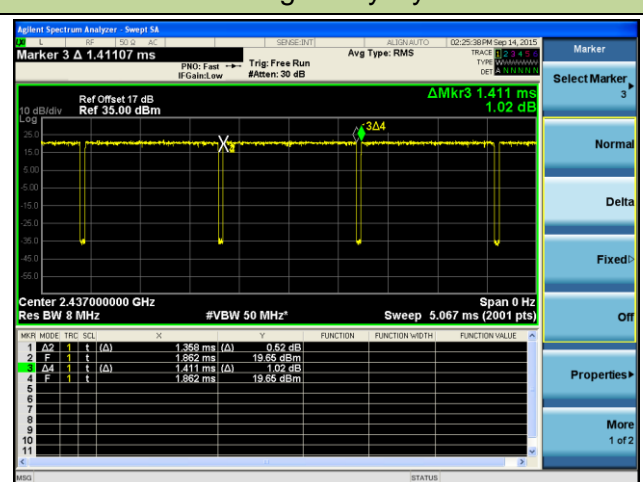 Agilent Spectrum Analyzer - Swept SA
L RF 50 Ω AC SENSE:INT ALIGN AUTO 02:25:38 PM Sep 14, 2015
Marker 3 Δ 1.41107 ms
PNO: Fast
IFGain:Low
Trig: Free Run
#Atten: 30 dB
Avg Type: RMS
TRACE 1 2 3 4 5 6
TYPE
DET A N N N N N
Marker
Select Marker
3
Normal
Delta
Fixed
Off
Properties
More
1 of 2
Ref Offset 17 dB
10 dB/div Ref 35.00 dBm
Log
ΔMkr3 1.411 ms
1.02 dB
3Δ4
25.0
15.0
5.00
-5.00
-15.0
-25.0
-35.0
-45.0
-55.0
Center 2.437000000 GHz Span 0 Hz
Res BW 8 MHz #VBW 50 MHz* Sweep 5.067 ms (2001 pts)
MKR MODE TRC SCL X Y FUNCTION FUNCTION WIDTH FUNCTION VALUE
1 Δ2 1 t (Δ) 1.358 ms (Δ) 0.52 dB
2 F 1 t 1.862 ms 19.65 dBm
3 Δ4 1 t (Δ) 1.411 ms (Δ) 1.02 dB
4 F 1 t 1.862 ms 19.65 dBm
5
6
7
8
9
10
11
MSG STATUS